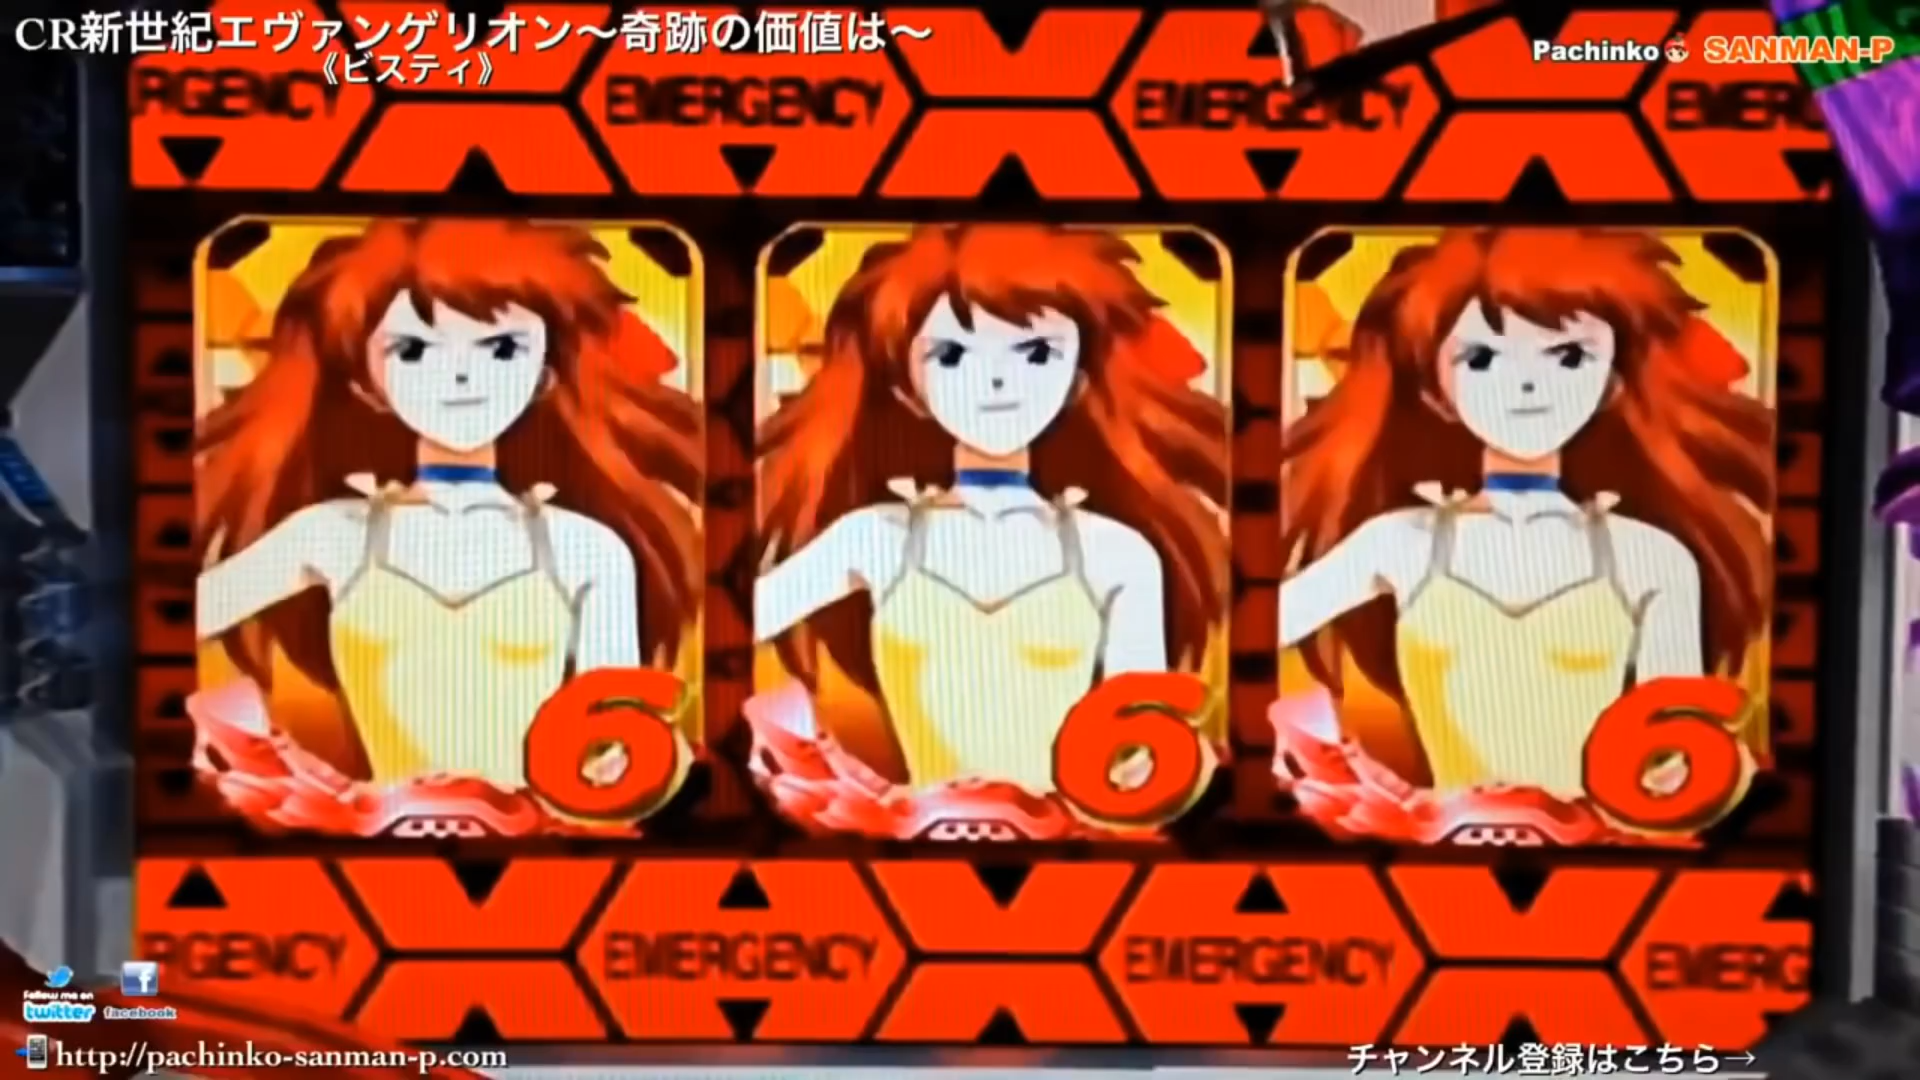 CR新世紀エヴァンゲリオン〜奇跡の価値は〜
《ビスティ》
Pachinko SANMAN-P
RGENCY EMERGENCY EMERGENCY EMERG
6 6 6
RGENCY EMERGENCY EMERGENCY EMERG
Follow me on
twitter facebook
http://pachinko-sanman-p.com
チャンネル登録はこちら→